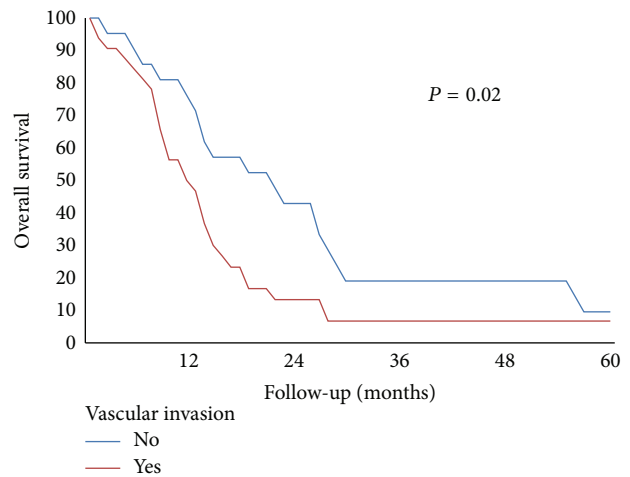 Overall survival
100
90
80
70
60
50
40
30
20
10
0
P = 0.02
12 24 36 48 60
Follow-up (months)
Vascular invasion
No
Yes